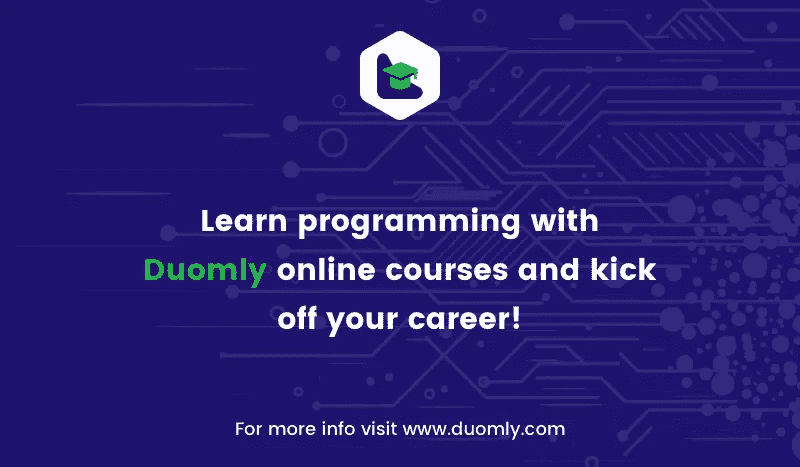 Learn programming with
Duomly online courses and kick
off your career!
For more info visit www.duomly.com